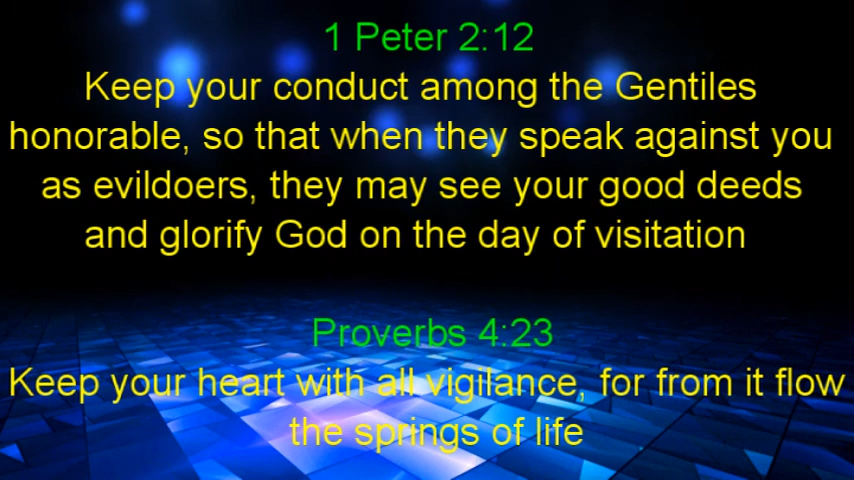 1 Peter 2:12
Keep your conduct among the Gentiles
honorable, so that when they speak against you
as evildoers, they may see your good deeds
and glorify God on the day of visitation
Proverbs 4:23
Keep your heart with all vigilance, for from it flow
the springs of life